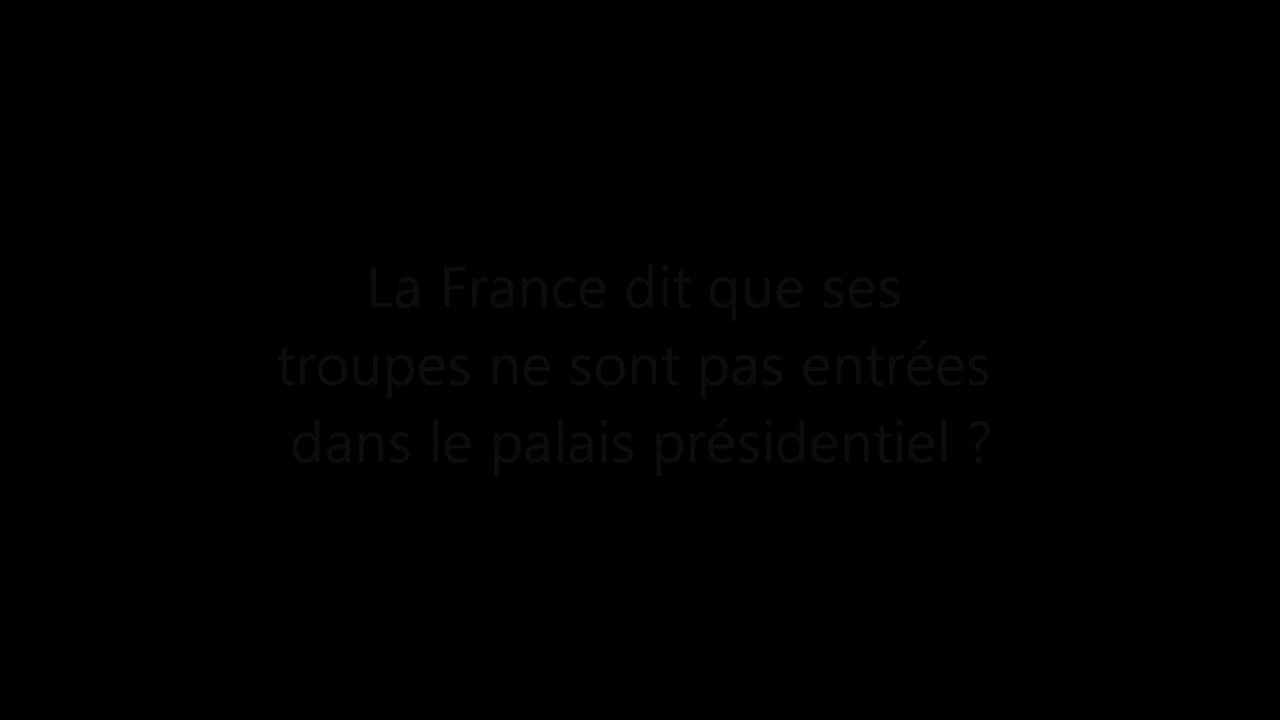 La France dit que ses
troupes ne sont pas entrées
dans le palais présidentiel ?